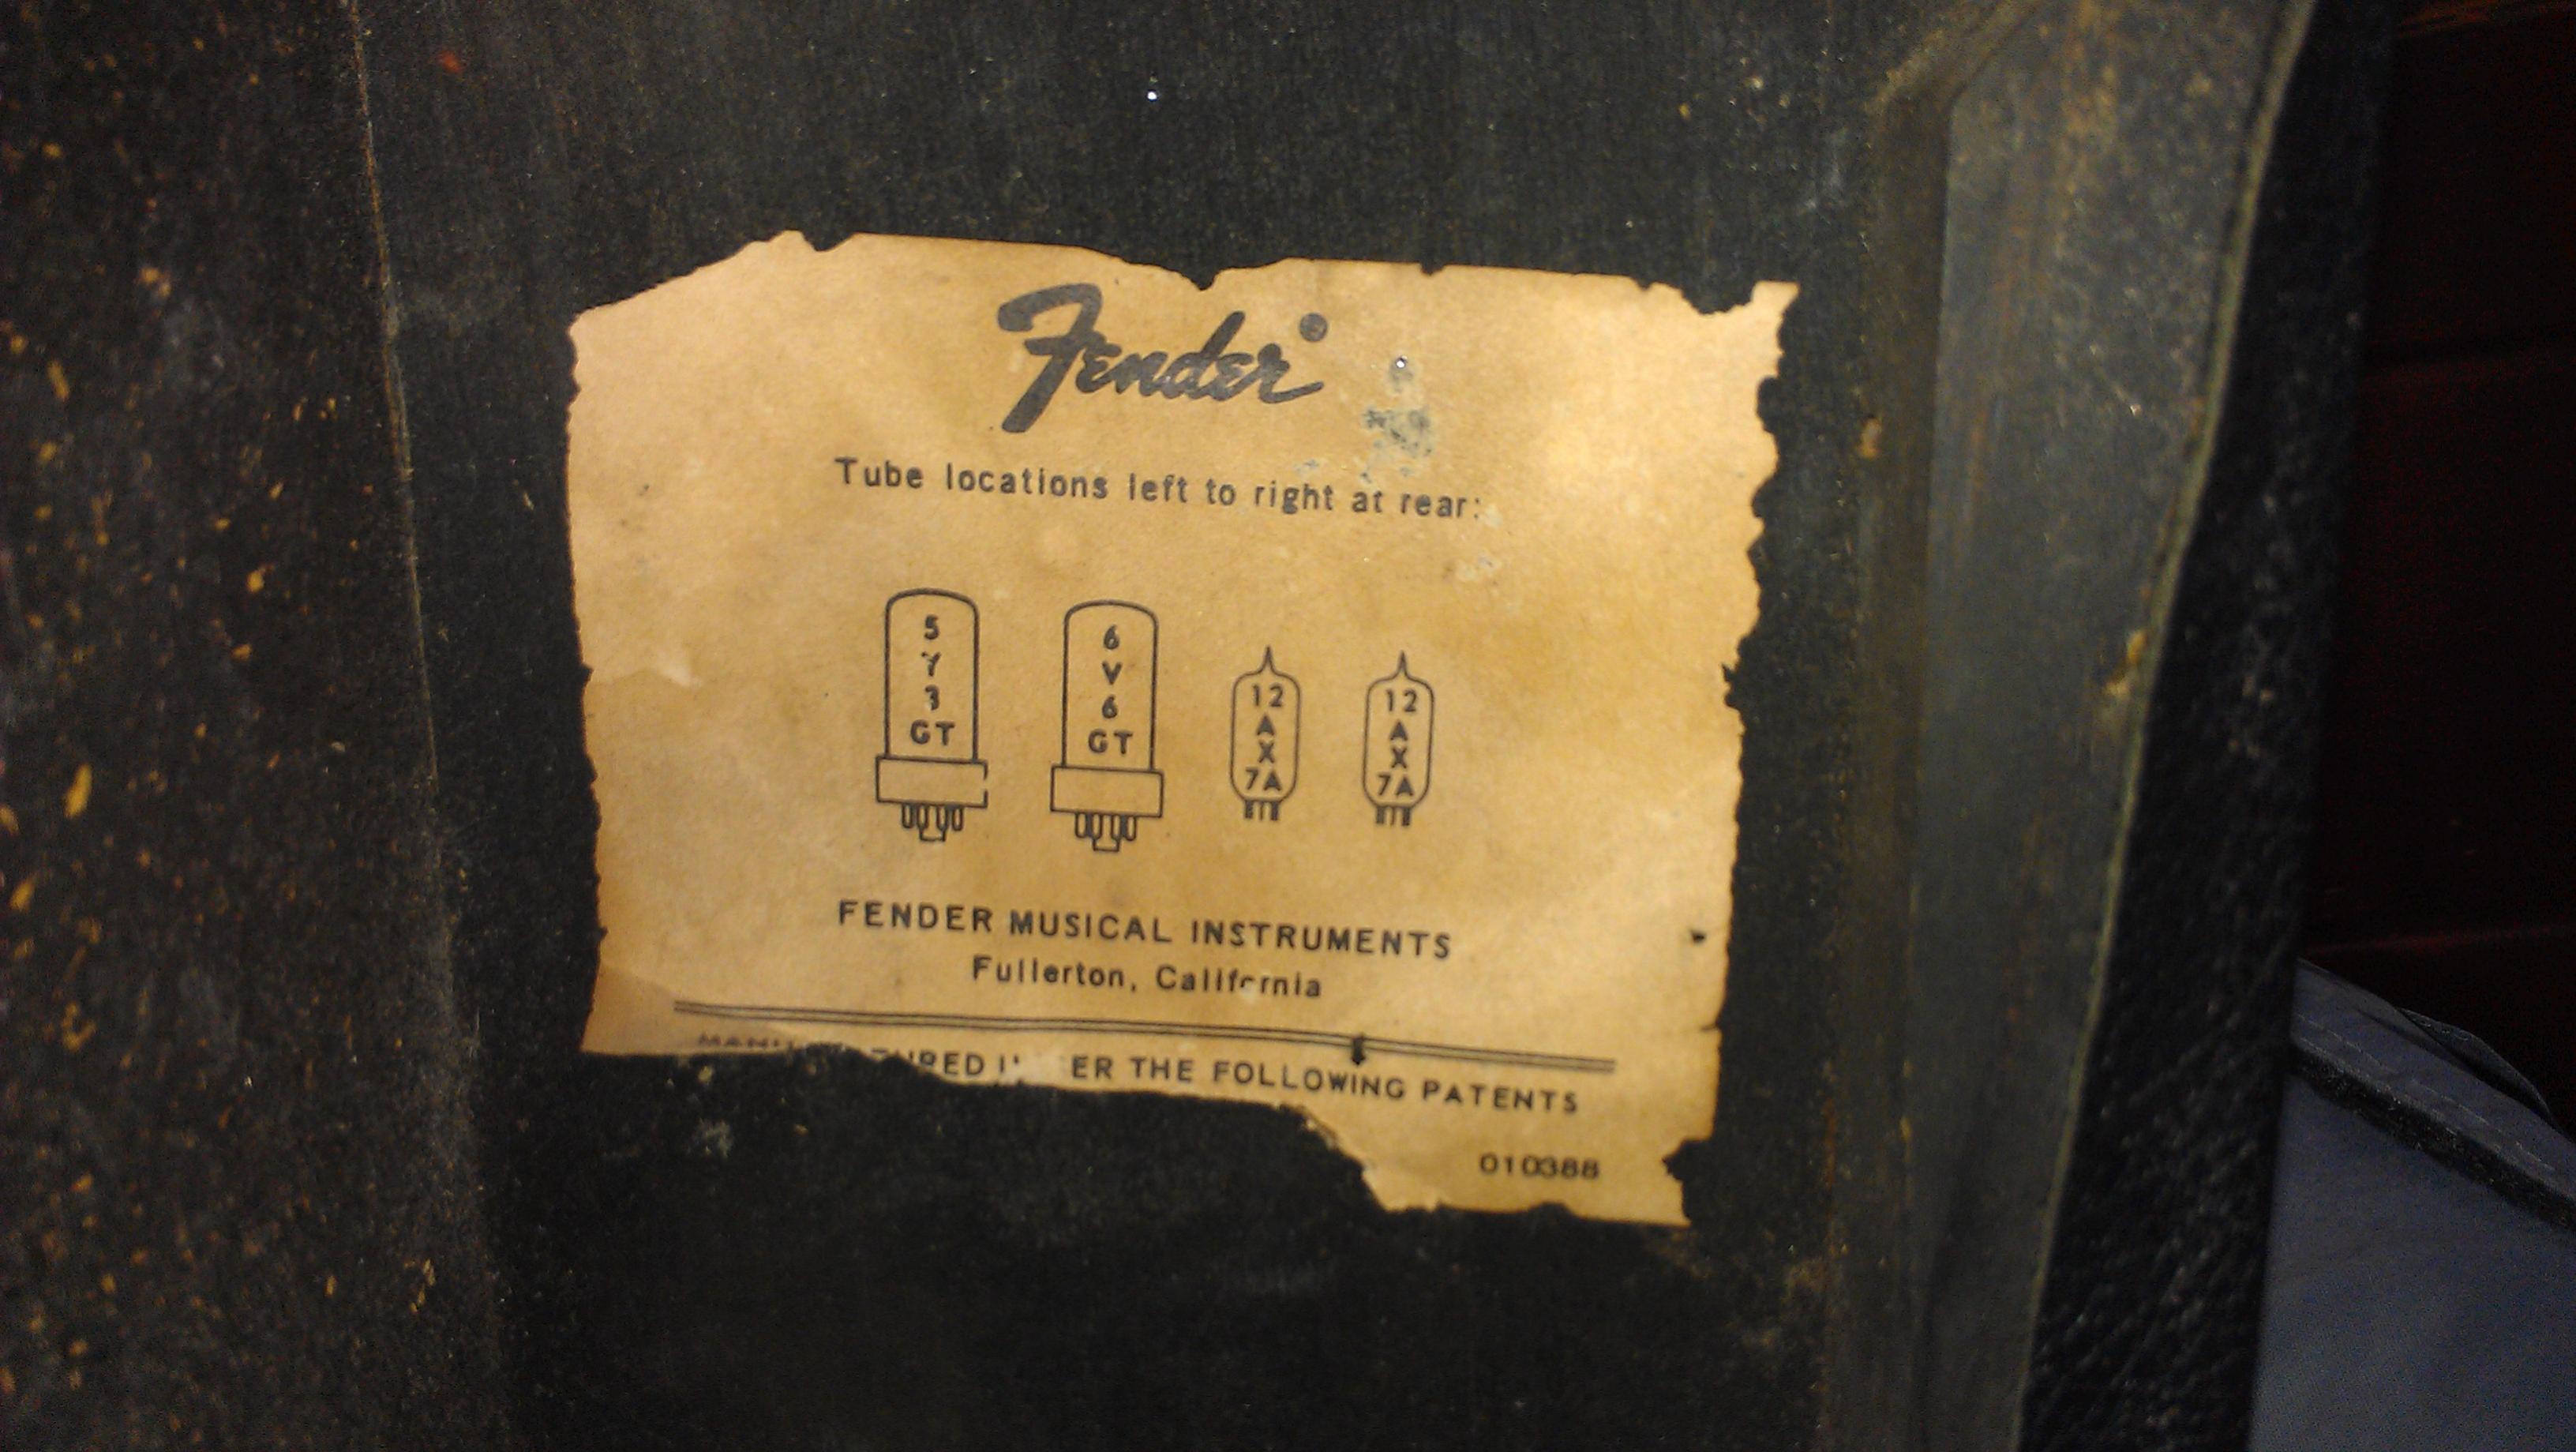 Fender®
Tube locations left to right at rear:
5
Y
3
GT
6
V
6
GT
12
A
X
7A
12
A
X
7A
FENDER MUSICAL INSTRUMENTS
Fullerton, California
THE FOLLOWING PATENTS
010388